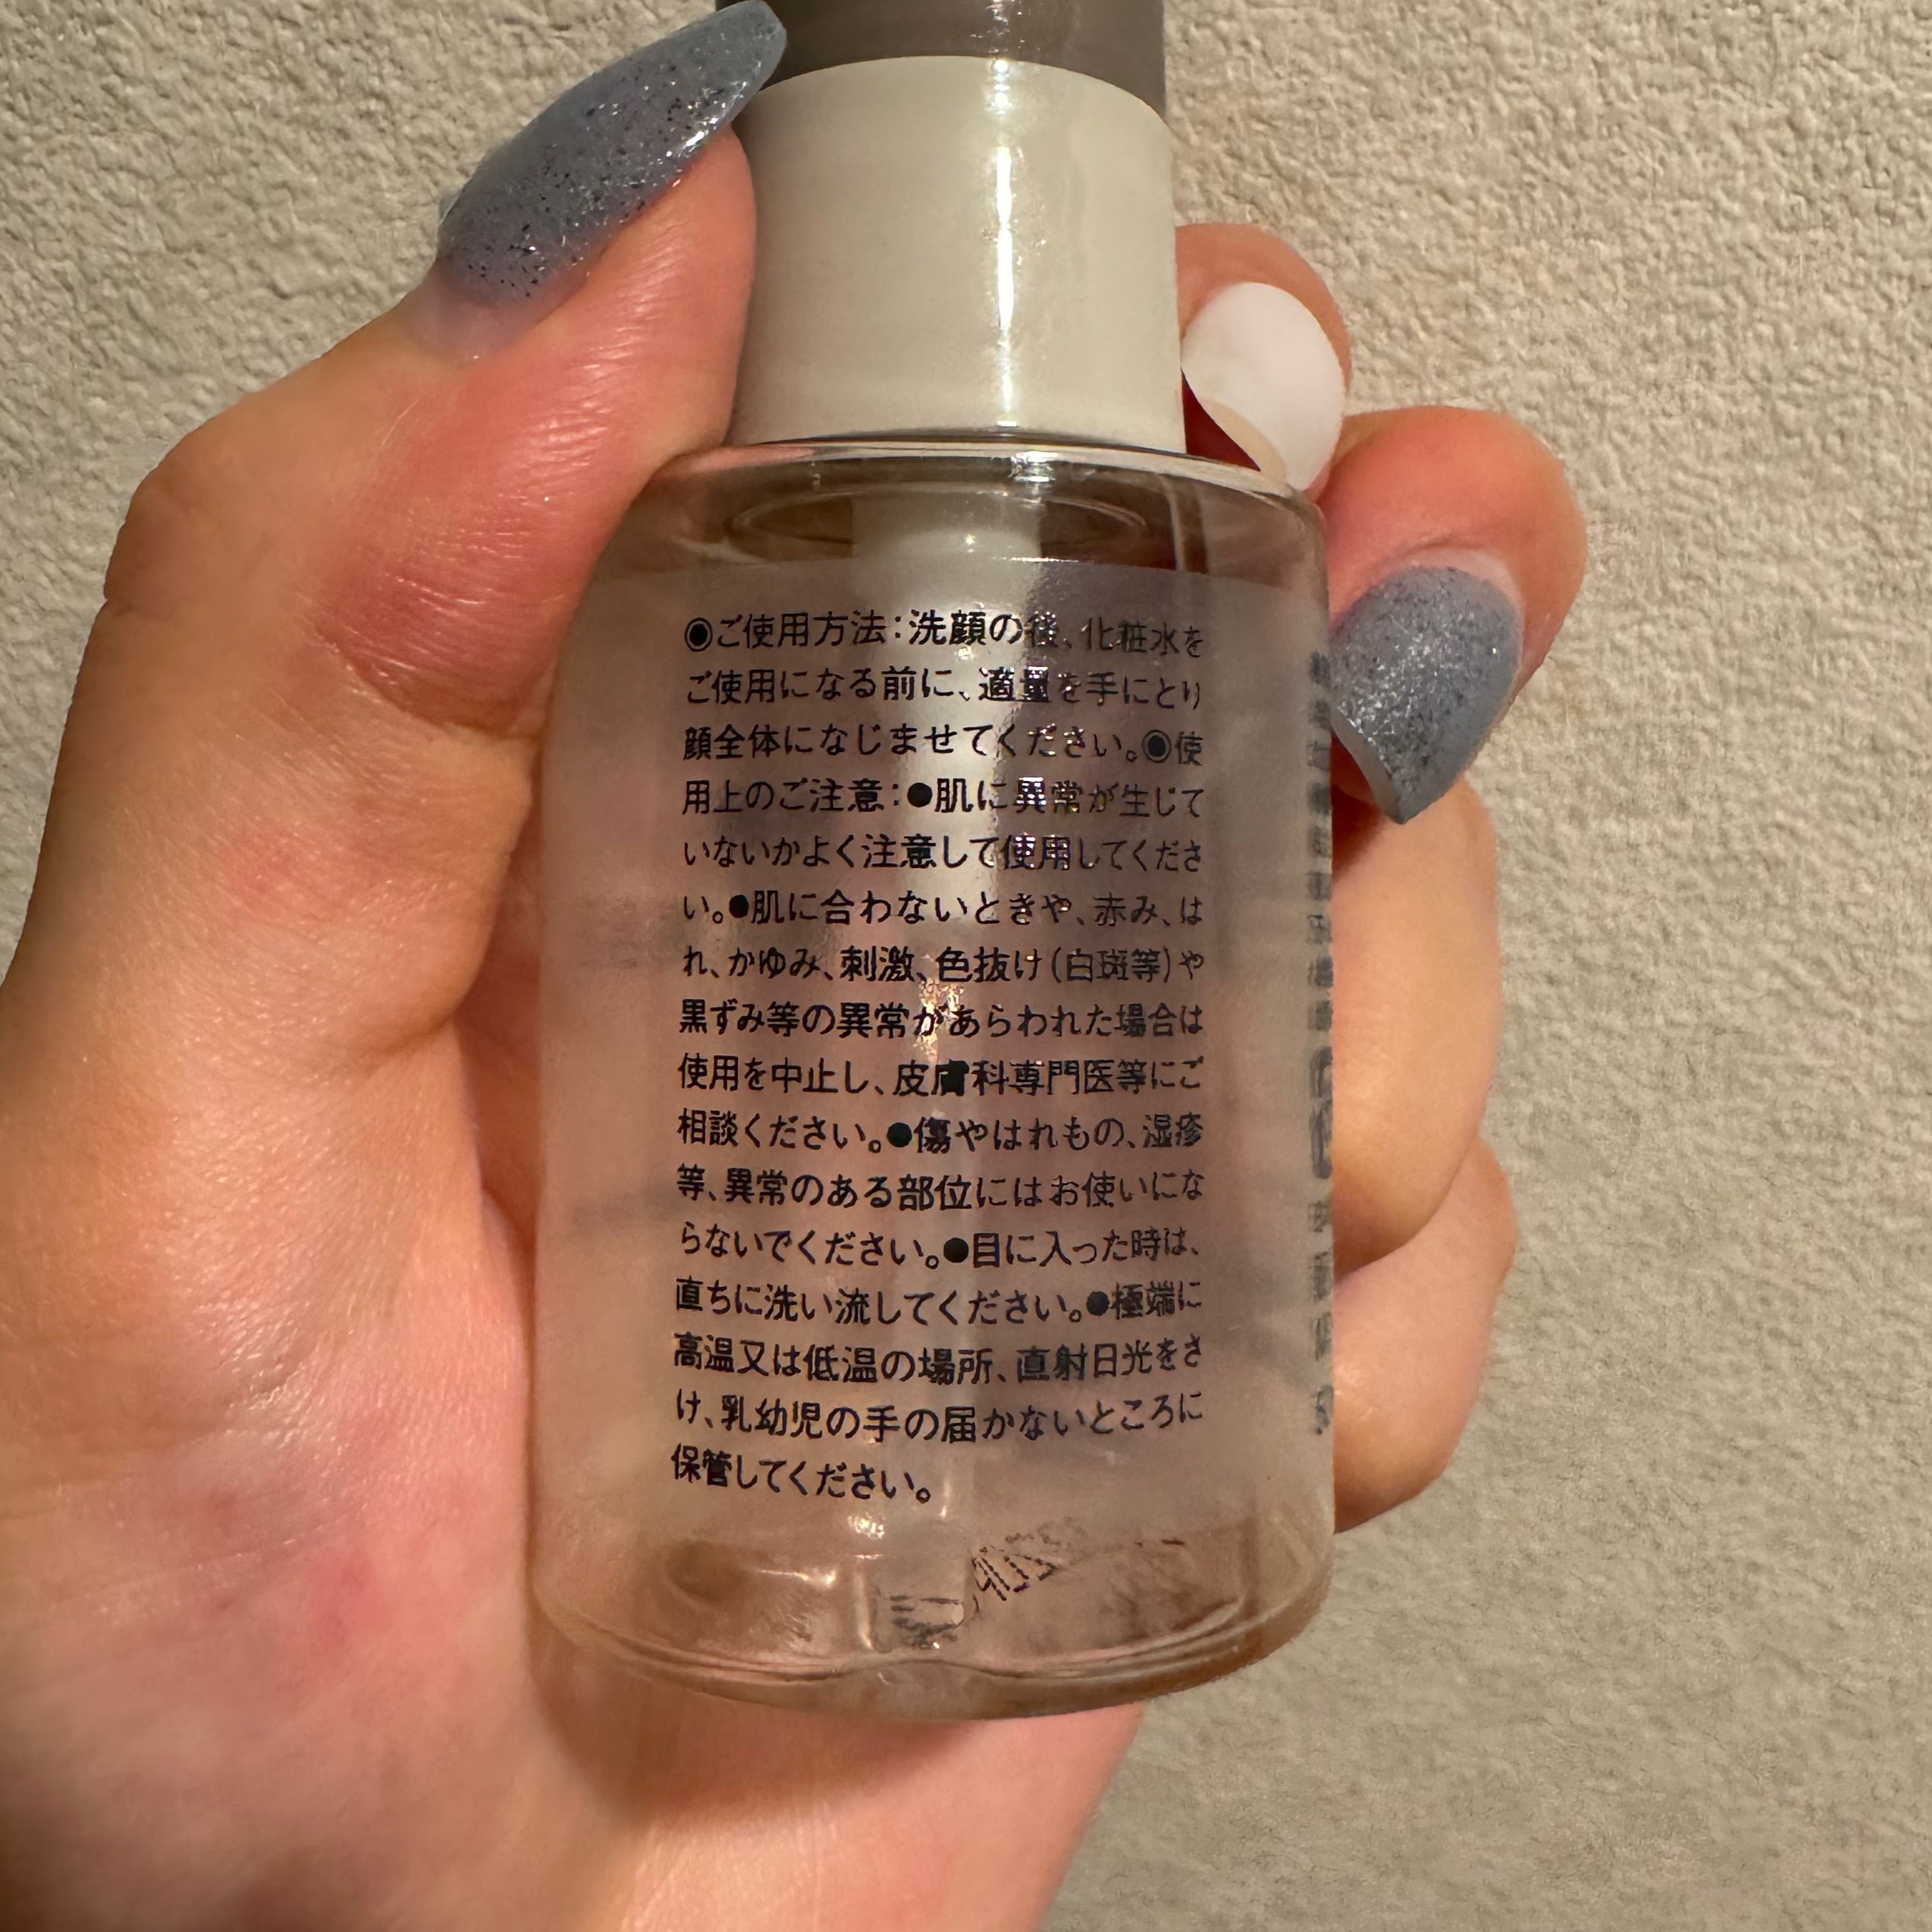 ◉ご使用方法:洗顔の後、化粧水を
ご使用になる前に、適量を手にとり
顔全体になじませてください。◉使
用上のご注意:●肌に異常が生じて
いないかよく注意して使用してくださ
い。●肌に合わないときや、赤み、は
れ、かゆみ、刺激、色抜け(白斑等)や
黒ずみ等の異常があらわれた場合は
使用を中止し、皮膚科専門医等にご
相談ください。●傷やはれもの、湿疹
等、異常のある部位にはお使いにな
らないでください。●目に入った時は、
直ちに洗い流してください。●極端に
高温又は低温の場所、直射日光をさ
け、乳幼児の手の届かないところに
保管してください。